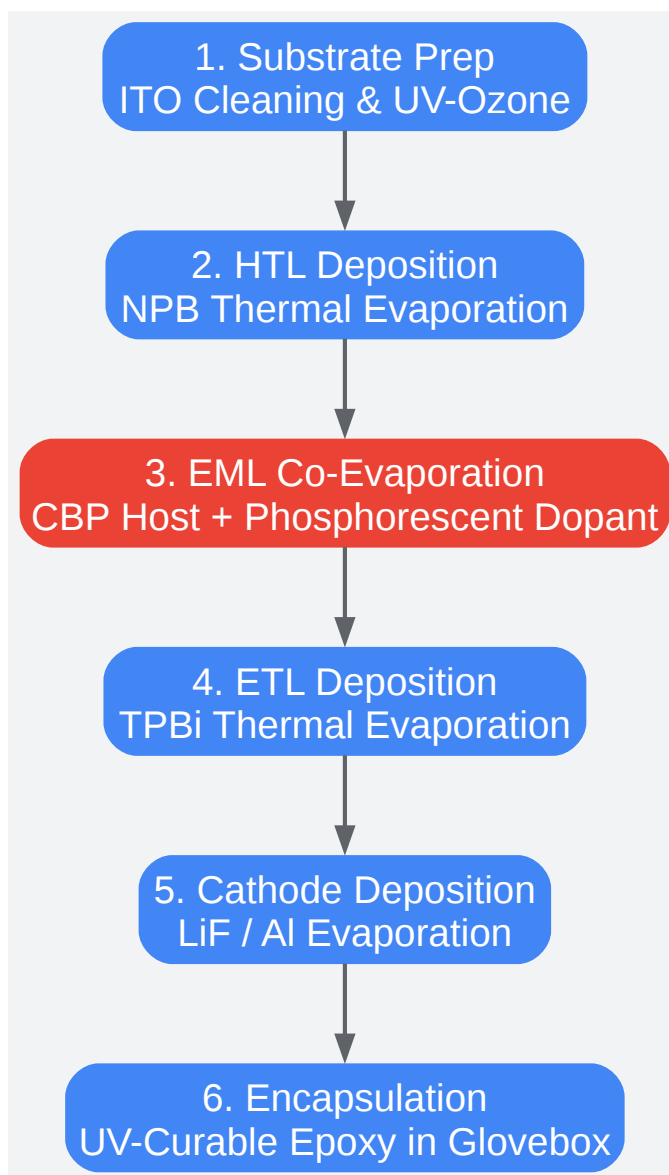 1. Substrate Prep
ITO Cleaning & UV-Ozone
2. HTL Deposition
NPB Thermal Evaporation
3. EML Co-Evaporation
CBP Host + Phosphorescent Dopant
4. ETL Deposition
TPBi Thermal Evaporation
5. Cathode Deposition
LiF / Al Evaporation
6. Encapsulation
UV-Curable Epoxy in Glovebox